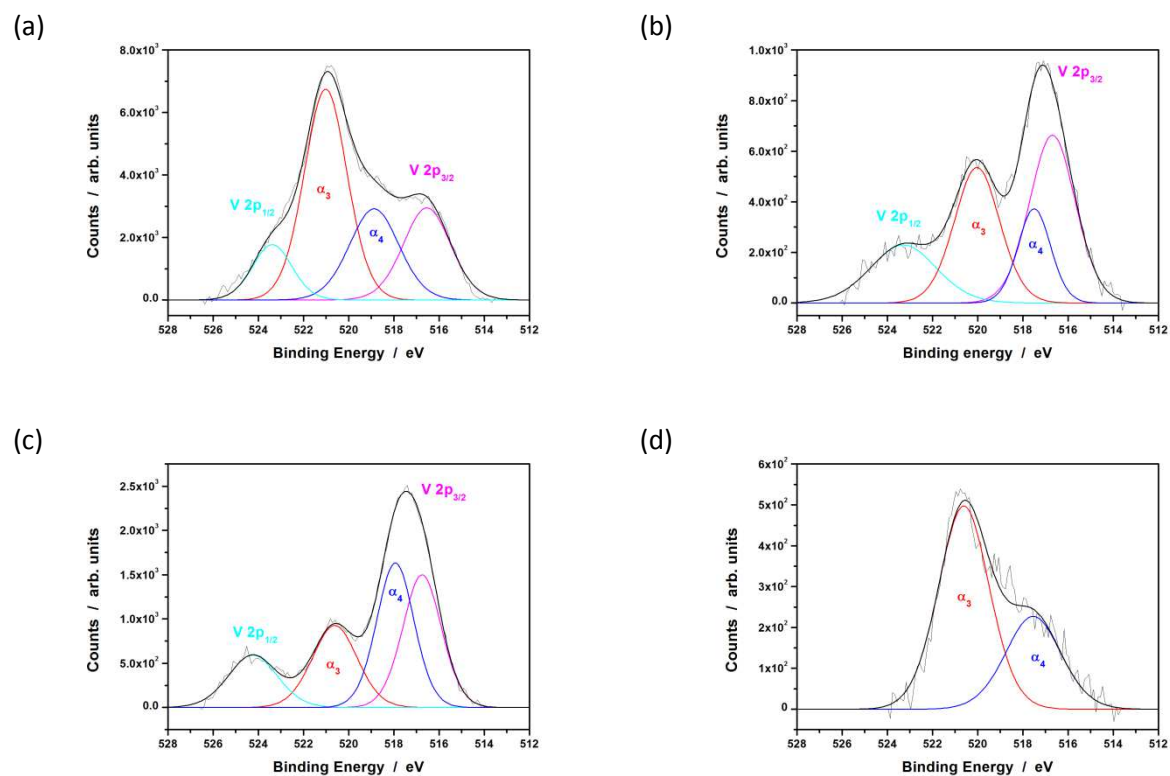 (a)
8.0x10³
6.0x10³
4.0x10³
2.0x10³
0.0
Counts / arb. units
V 2p₁/₂
α₃
α₄
V 2p₃/₂
528 526 524 522 520 518 516 514 512
Binding Energy / eV
(b)
1.0x10³
8.0x10²
6.0x10²
4.0x10²
2.0x10²
0.0
Counts / arb. units
V 2p₁/₂
α₃
α₄
V 2p₃/₂
528 526 524 522 520 518 516 514 512
Binding energy / eV
(c)
2.5x10³
2.0x10³
1.5x10³
1.0x10³
5.0x10²
0.0
Counts / arb. units
V 2p₁/₂
α₃
α₄
V 2p₃/₂
528 526 524 522 520 518 516 514 512
Binding Energy / eV
(d)
6x10²
5x10²
4x10²
3x10²
2x10²
1x10²
0
Counts / arb. units
α₃
α₄
528 526 524 522 520 518 516 514 512
Binding Energy / eV